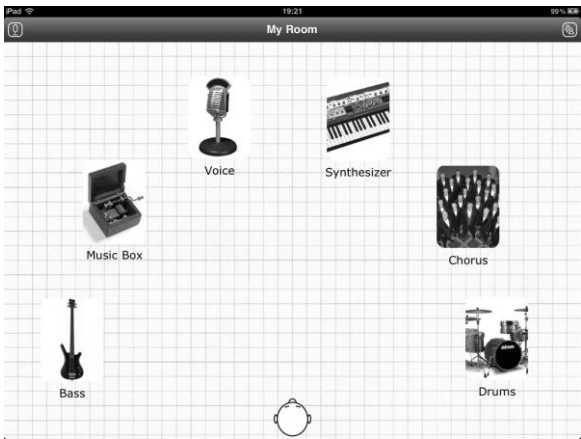 iPad 19:21 99%
My Room
Voice
Synthesizer
Music Box
Chorus
Bass
Drums